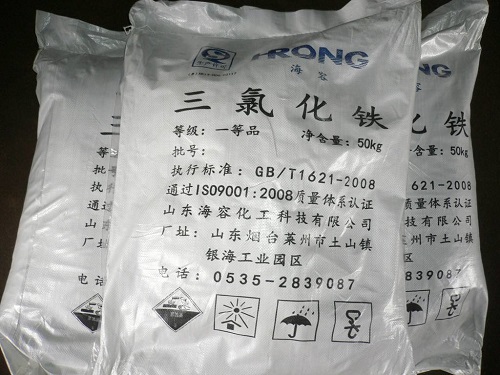 TRONG
海容
三氯化铁
等级：一等品 净含量：50kg
批号：
执行标准：GB/T1621-2008
通过ISO9001:2008质量体系认证
山东海容化工科技有限公司
厂址：山东烟台莱州市土山镇
银海工业园区
电话：0535-2839087